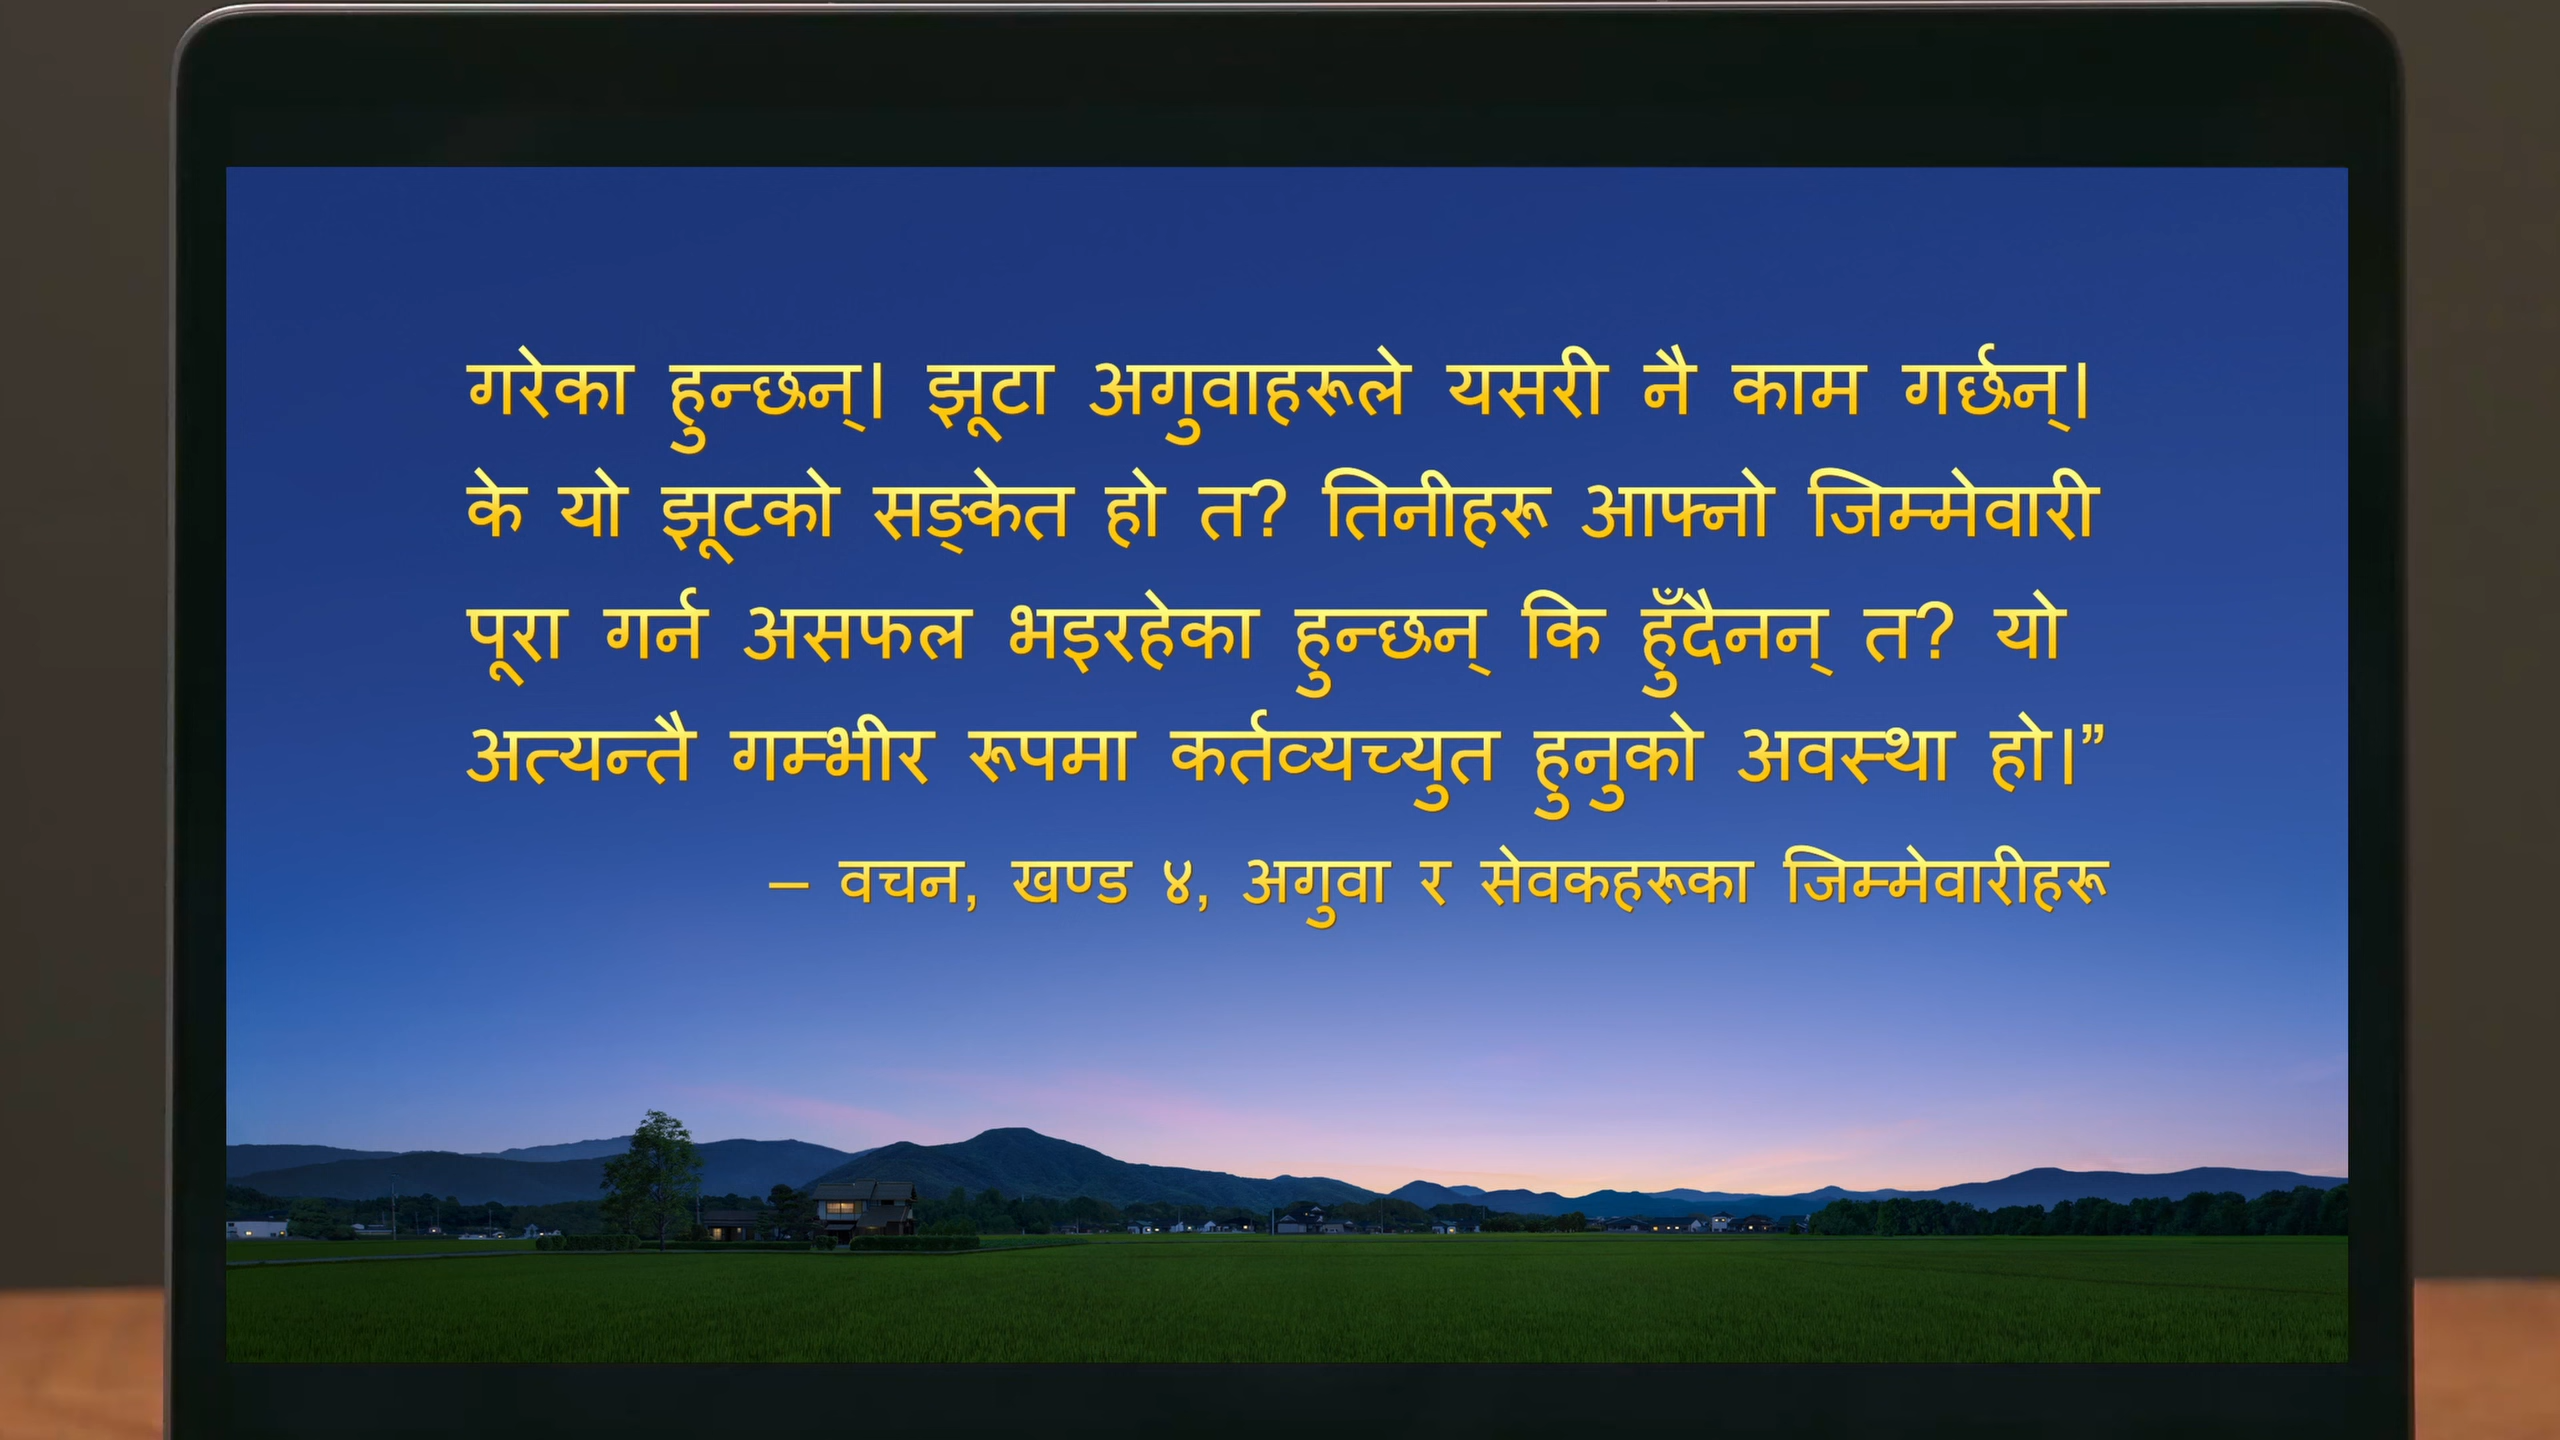 गरेका हुन्छन्। झूटा अगुवाहरूले यसरी नै काम गर्छन्।
के यो झूटको सङ्केत हो त? तिनीहरू आफ्नो जिम्मेवारी
पूरा गर्न असफल भइरहेका हुन्छन् कि हुँदैनन् त? यो
अत्यन्तै गम्भीर रूपमा कर्तव्यच्युत हुनुको अवस्था हो।”
– वचन, खण्ड ४, अगुवा र सेवकहरूका जिम्मेवारीहरू